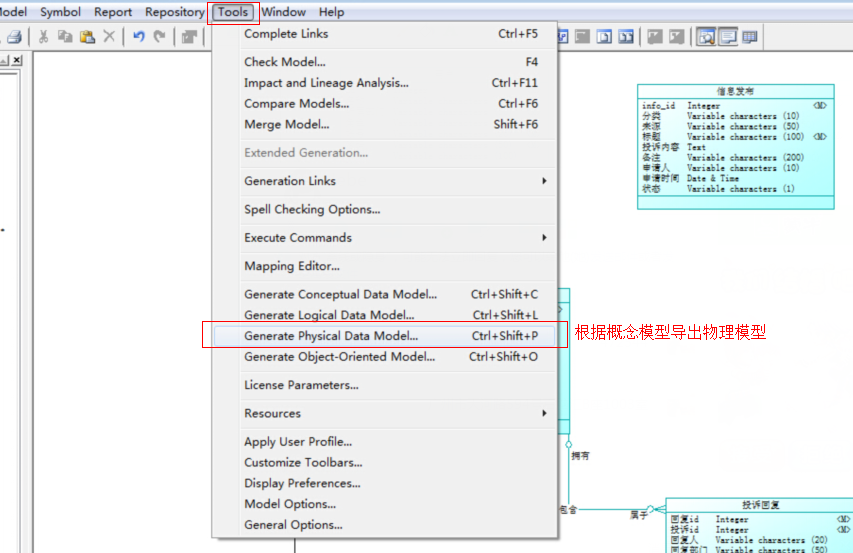 Model Symbol Report Repository Tools Window Help
Complete Links Ctrl+F5
Check Model... F4
Impact and Lineage Analysis... Ctrl+F11
Compare Models... Ctrl+F6
Merge Model... Shift+F6
Extended Generation...
Generation Links
Spell Checking Options...
Execute Commands
Mapping Editor...
Generate Conceptual Data Model... Ctrl+Shift+C
Generate Logical Data Model... Ctrl+Shift+L
Generate Physical Data Model... Ctrl+Shift+P
Generate Object-Oriented Model... Ctrl+Shift+O
License Parameters...
Resources
Apply User Profile...
Customize Toolbars...
Display Preferences...
Model Options...
General Options...
根据概念模型导出物理模型
信息发布
info_id Integer <M>
分类 Variable characters (10)
来源 Variable characters (50)
标题 Variable characters (100) <M>
投诉内容 Text
备注 Variable characters (200)
申请人 Variable characters (10)
申请时间 Date & Time
状态 Variable characters (1)
拥有
包含
属于
投诉回复
回复id Integer <M>
投诉id Integer <M>
回复人 Variable characters (20)
回复部门 Variable characters (50)